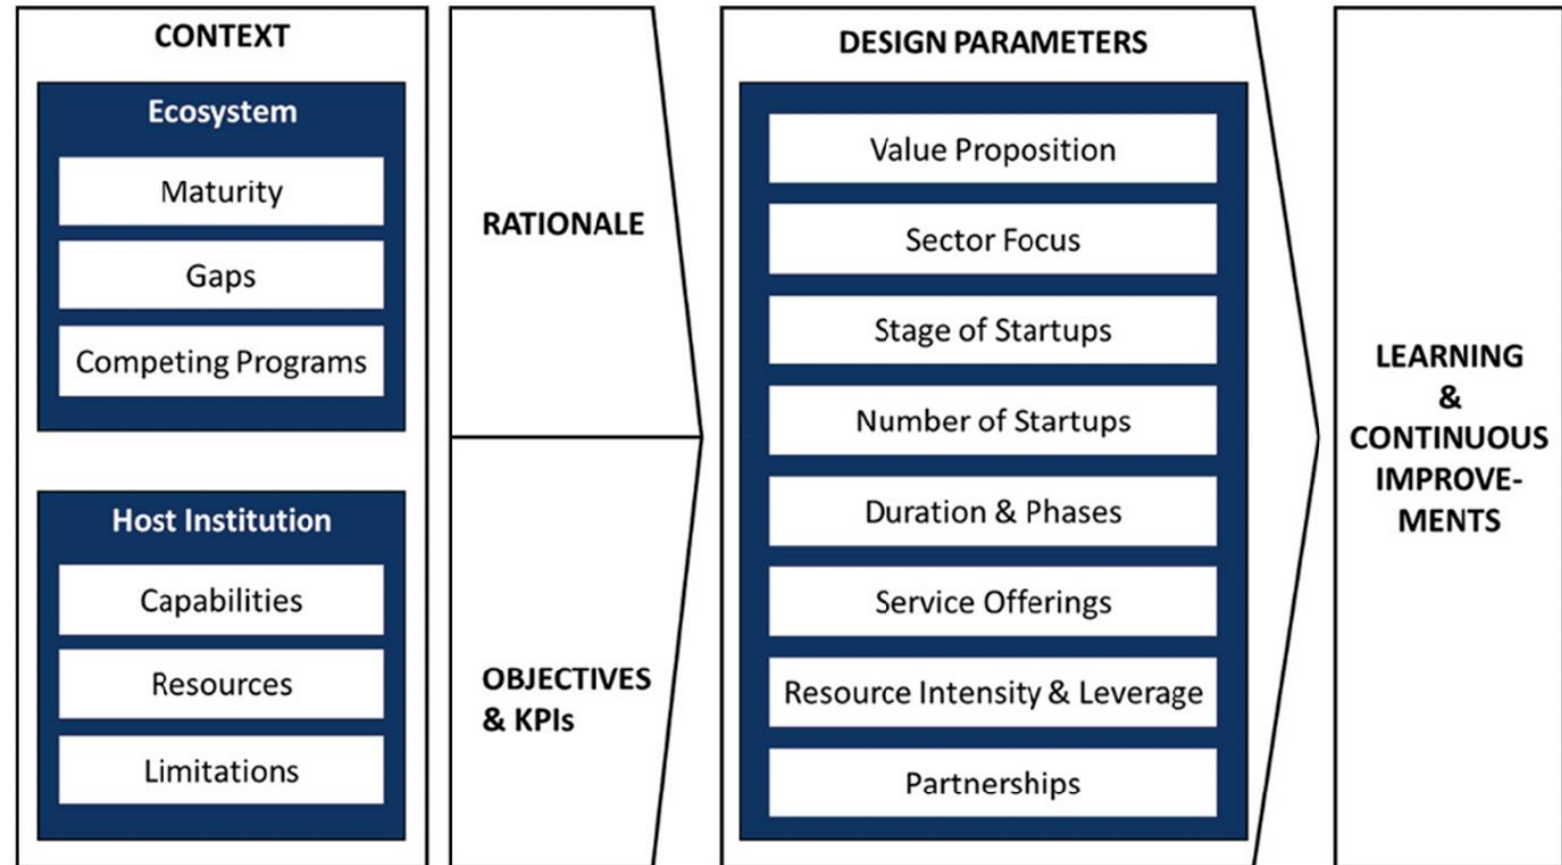 CONTEXT
Ecosystem
Maturity
Gaps
Competing Programs
Host Institution
Capabilities
Resources
Limitations
RATIONALE
OBJECTIVES
& KPIs
DESIGN PARAMETERS
Value Proposition
Sector Focus
Stage of Startups
Number of Startups
Duration & Phases
Service Offerings
Resource Intensity & Leverage
Partnerships
LEARNING
&
CONTINUOUS
IMPROVE-
MENTS